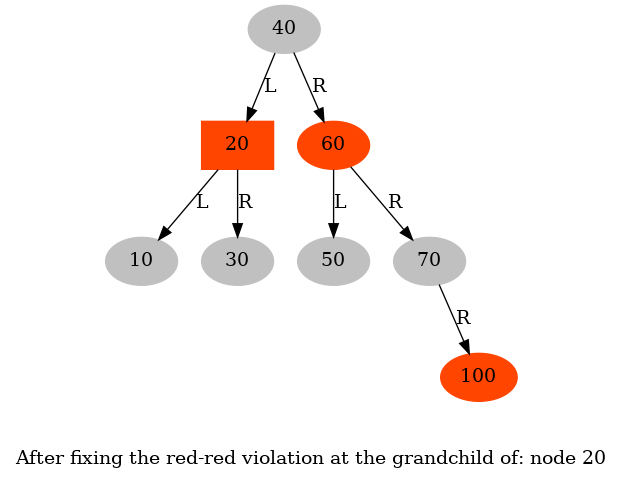 40
L R
20 60
L R L R
10 30 50 70
R
100
After fixing the red-red violation at the grandchild of: node 20